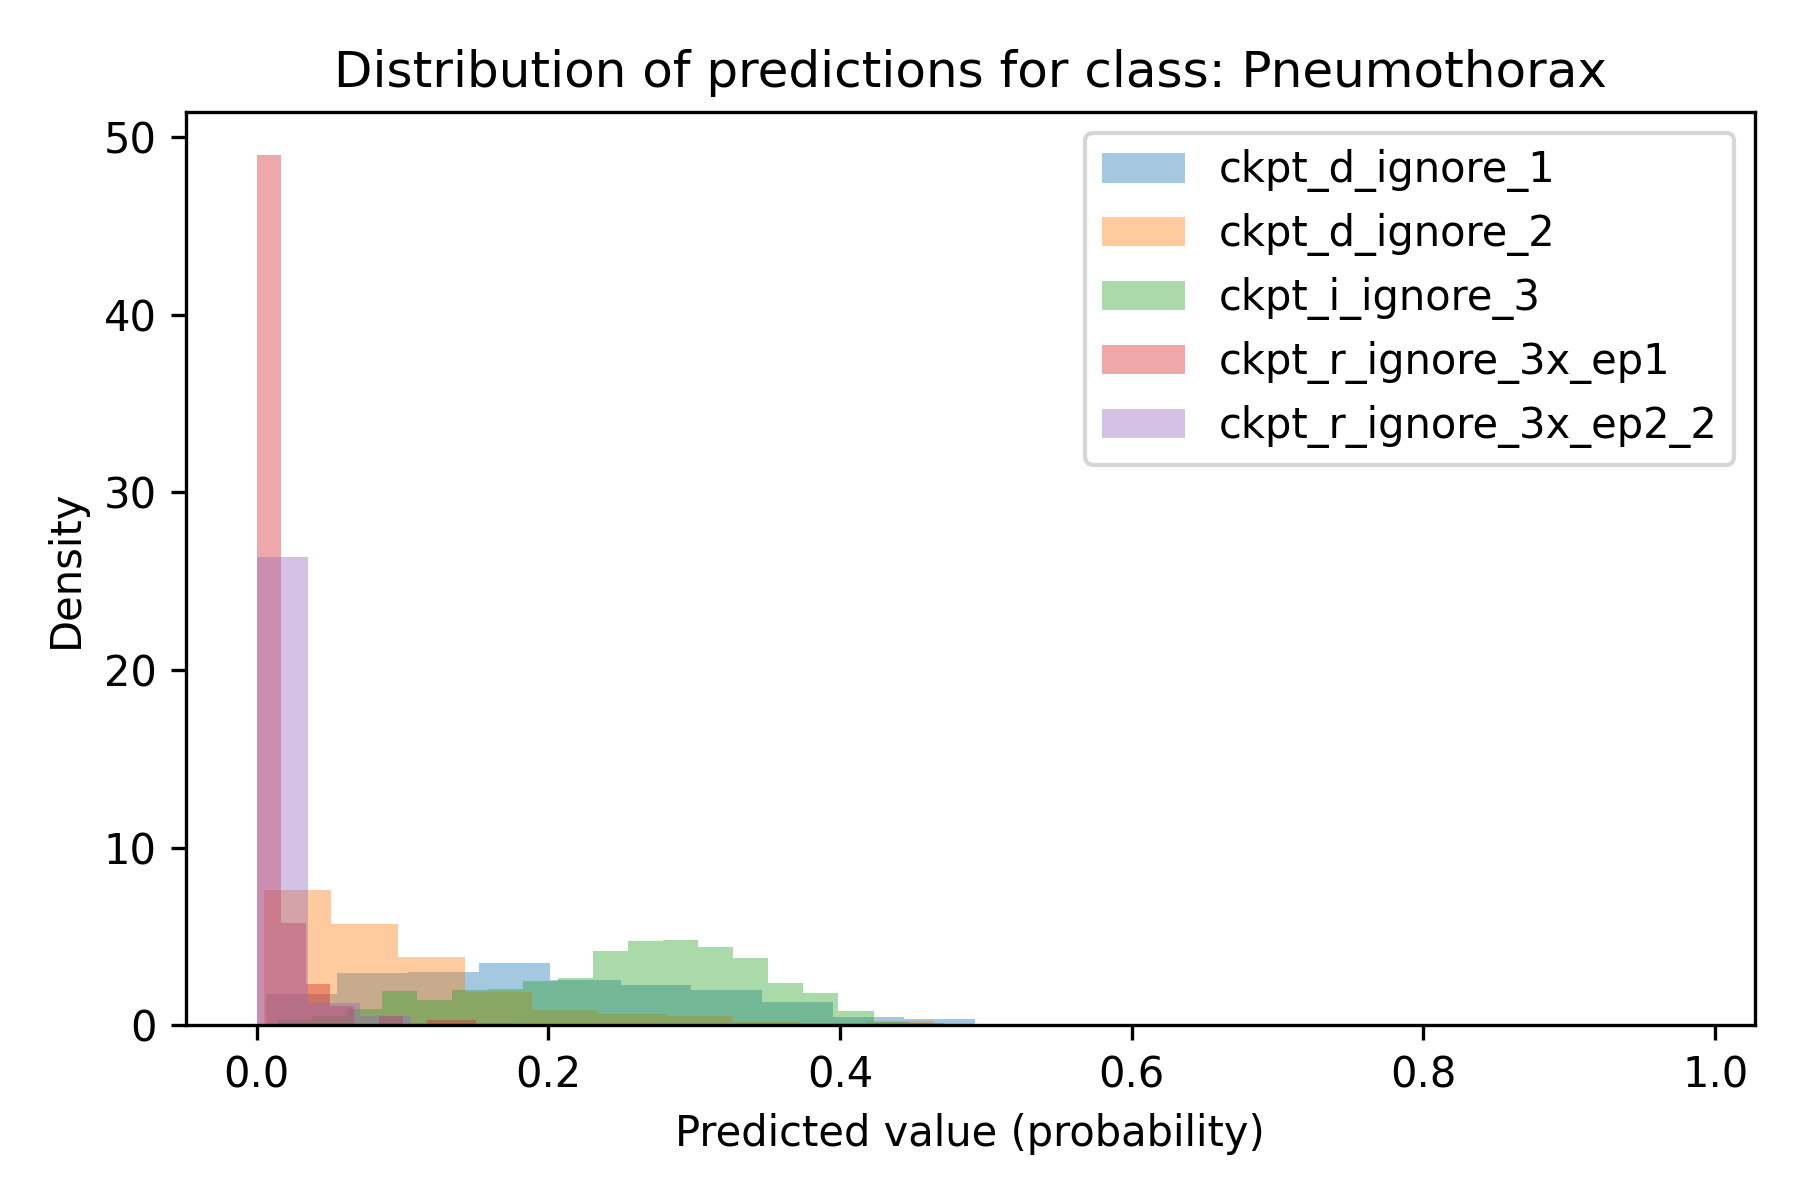 Distribution of predictions for class: Pneumothorax
50
40
30
20
10
0
Density
0.0 0.2 0.4 0.6 0.8 1.0
Predicted value (probability)
ckpt_d_ignore_1
ckpt_d_ignore_2
ckpt_i_ignore_3
ckpt_r_ignore_3x_ep1
ckpt_r_ignore_3x_ep2_2